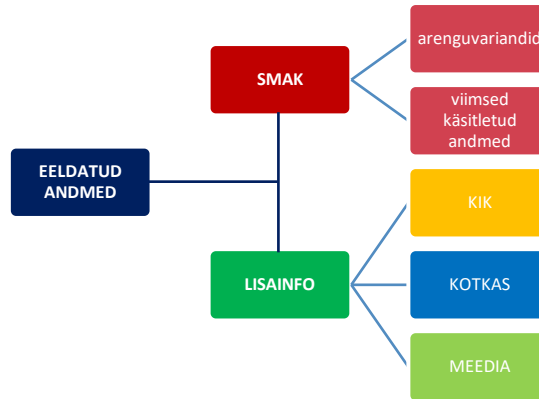 arenguvariandid
SMAK
viimsed
käsitletud
andmed
EELDATUD
ANDMED
KIK
LISAINFO
KOTKAS
MEEDIA